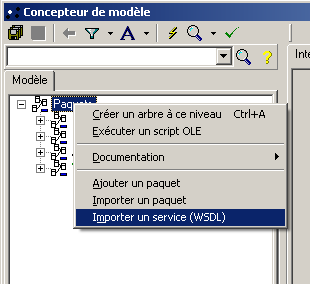 Concepteur de modèle
Inte
Modèle
Paquets
Créer un arbre à ce niveau Ctrl+A
Exécuter un script OLE
Documentation
Ajouter un paquet
Importer un paquet
Importer un service (WSDL)